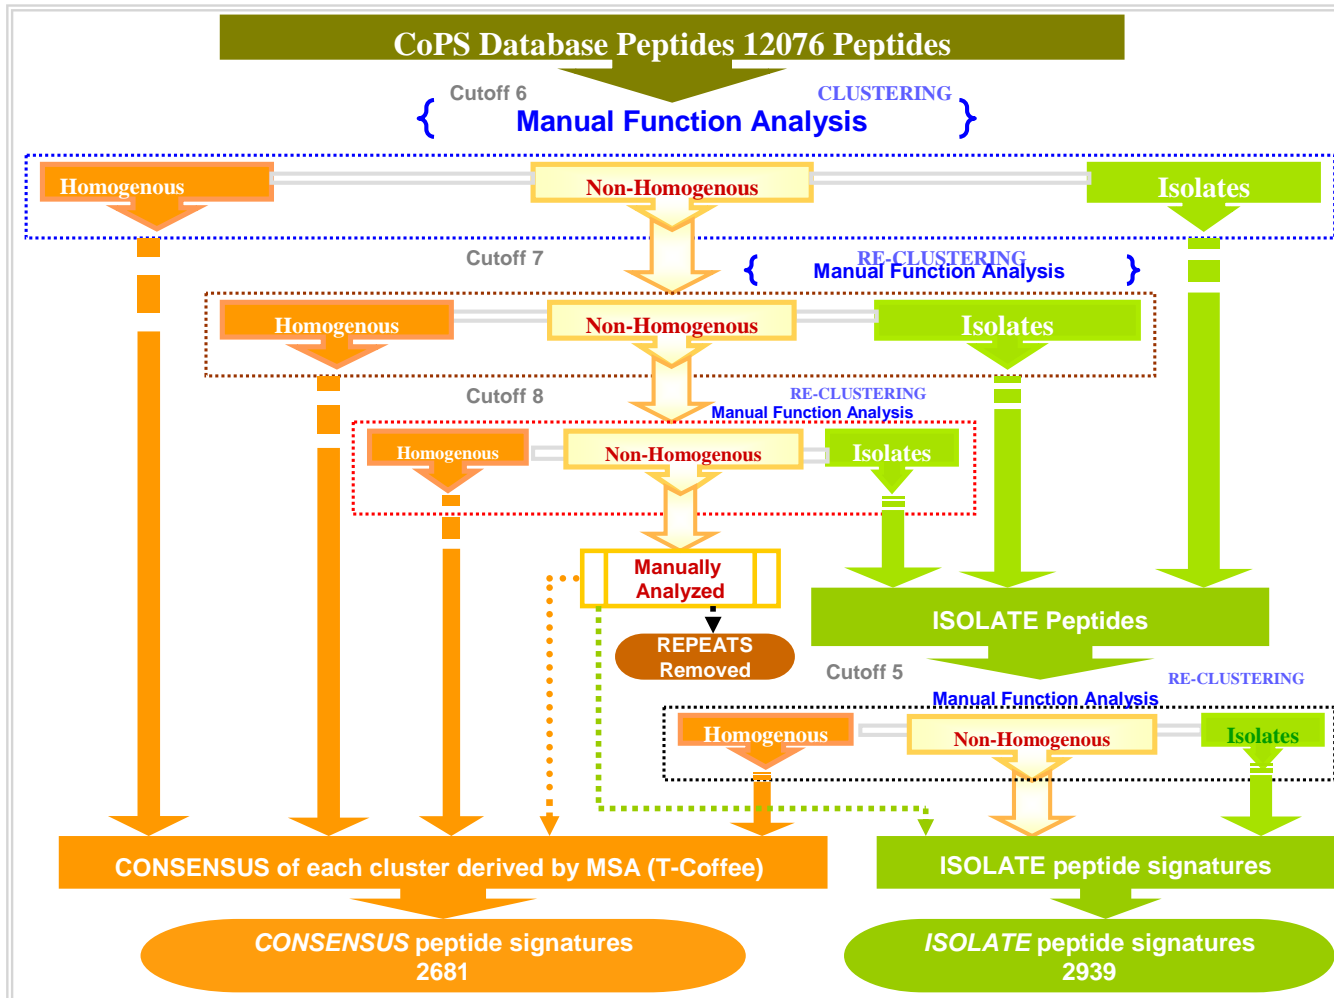 CoPS Database Peptides 12076 Peptides
Cutoff 6
CLUSTERING
{ Manual Function Analysis }
Homogenous
Non-Homogenous
Isolates
Cutoff 7
RE-CLUSTERING
{ Manual Function Analysis }
Homogenous
Non-Homogenous
Isolates
Cutoff 8
RE-CLUSTERING
Manual Function Analysis
Homogenous
Non-Homogenous
Isolates
Manually
Analyzed
REPEATS
Removed
ISOLATE Peptides
Cutoff 5
RE-CLUSTERING
Manual Function Analysis
Homogenous
Non-Homogenous
Isolates
CONSENSUS of each cluster derived by MSA (T-Coffee)
ISOLATE peptide signatures
CONSENSUS peptide signatures
2681
ISOLATE peptide signatures
2939